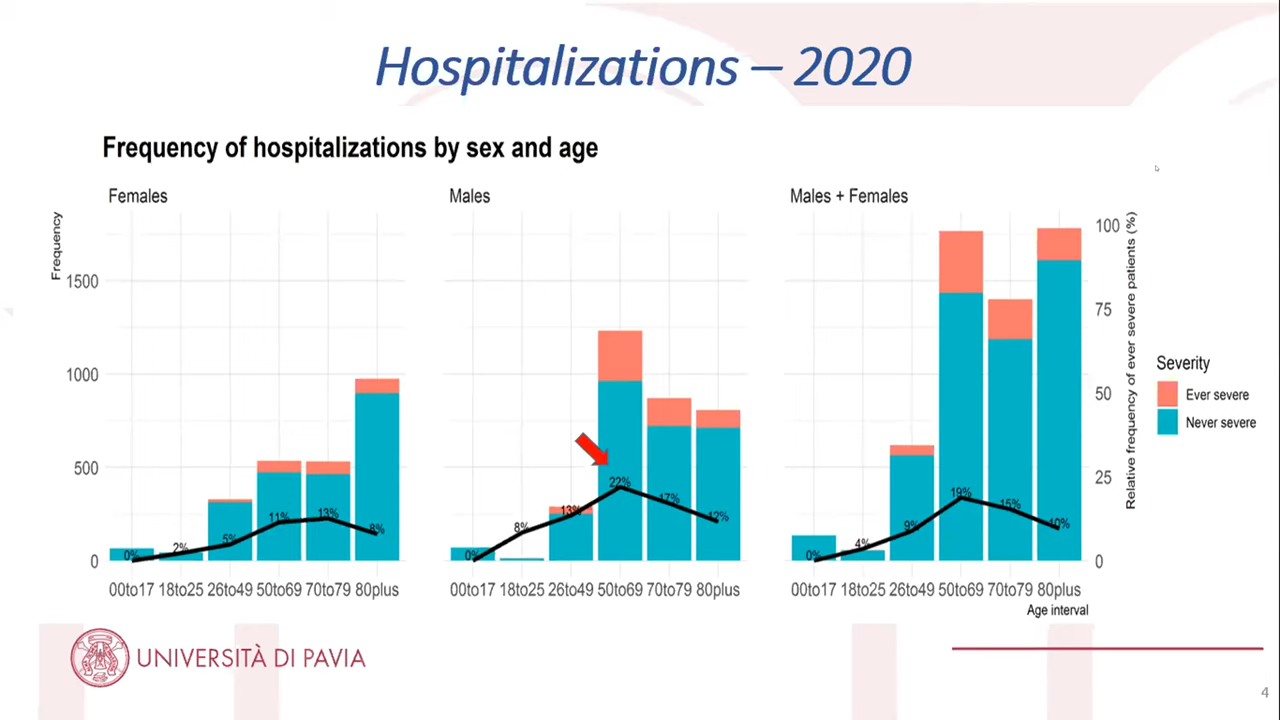 Hospitalizations – 2020
Frequency of hospitalizations by sex and age
Females
Males
Males + Females
Frequency
1500
1000
500
0
0%
2%
5%
11%
13%
8%
0%
8%
13%
22%
17%
12%
0%
4%
9%
19%
15%
10%
100
75
50
25
0
Relative frequency of ever severe patients (%)
00to17 18to25 26to49 50to69 70to79 80plus
00to17 18to25 26to49 50to69 70to79 80plus
00to17 18to25 26to49 50to69 70to79 80plus
Age interval
Severity
Ever severe
Never severe
UNIVERSITÀ DI PAVIA
4